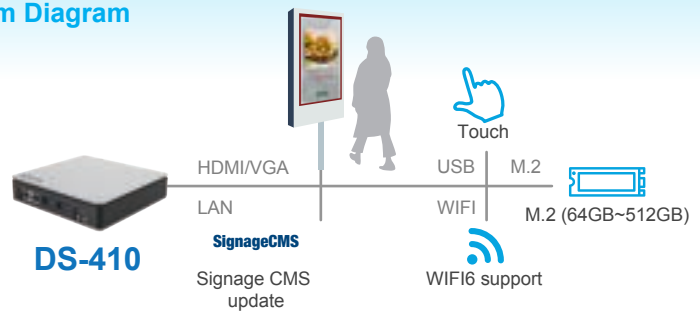 m Diagram
Touch
HDMI/VGA
USB
M.2
LAN
WIFI
M.2 (64GB~512GB)
DS-410
SignageCMS
Signage CMS
update
WIFI6 support